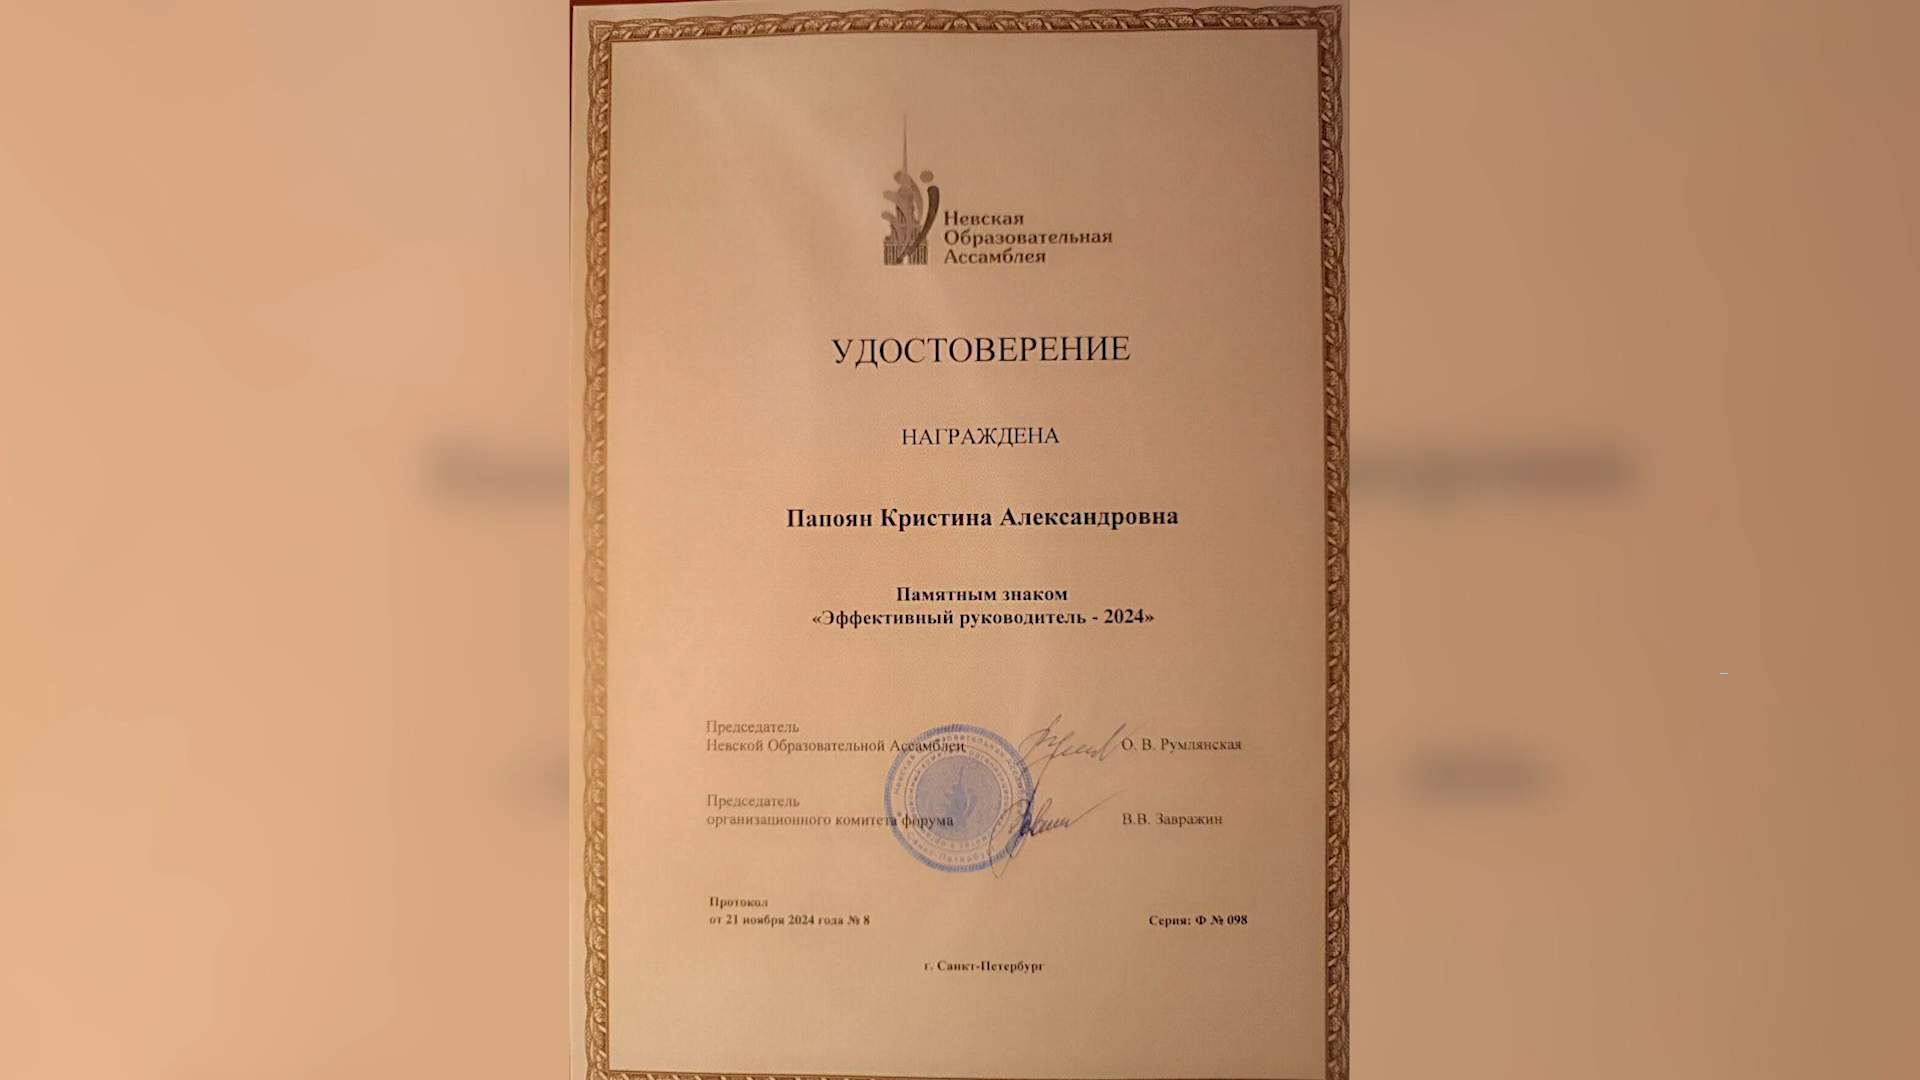 Невская
Образовательная
Ассамблея
УДОСТОВЕРЕНИЕ
НАГРАЖДЕНА
Папоян Кристина Александровна
Памятным знаком
«Эффективный руководитель - 2024»
Председатель
Невской Образовательной Ассамблеи
О. В. Румлянская
Председатель
организационного комитета форума
В.В. Завражин
Протокол
от 21 ноября 2024 года № 8
Серия: Ф № 098
г. Санкт-Петербург